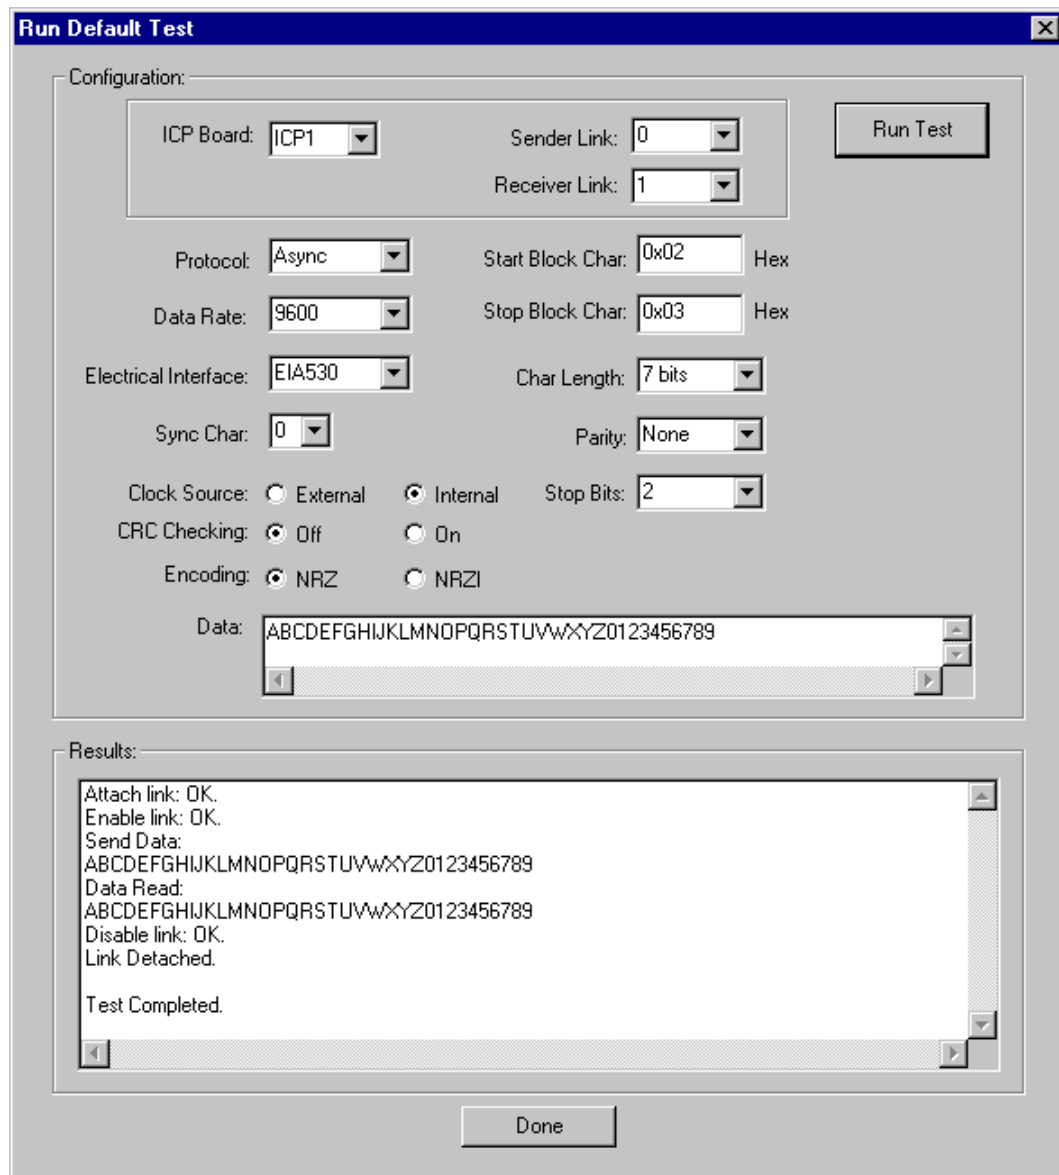 Run Default Test
Configuration:
ICP Board: ICP1 Sender Link: 0 Run Test
Receiver Link: 1
Protocol: Async Start Block Char: 0x02 Hex
Data Rate: 9600 Stop Block Char: 0x03 Hex
Electrical Interface: EIA530 Char Length: 7 bits
Sync Char: 0 Parity: None
Clock Source: External Internal Stop Bits: 2
CRC Checking: Off On
Encoding: NRZ NRZI
Data: ABCDEFGHIJKLMNOPQRSTUVWXYZ0123456789
Results:
Attach link: OK.
Enable link: OK.
Send Data:
ABCDEFGHIJKLMNOPQRSTUVWXYZ0123456789
Data Read:
ABCDEFGHIJKLMNOPQRSTUVWXYZ0123456789
Disable link: OK.
Link Detached.
Test Completed.
Done